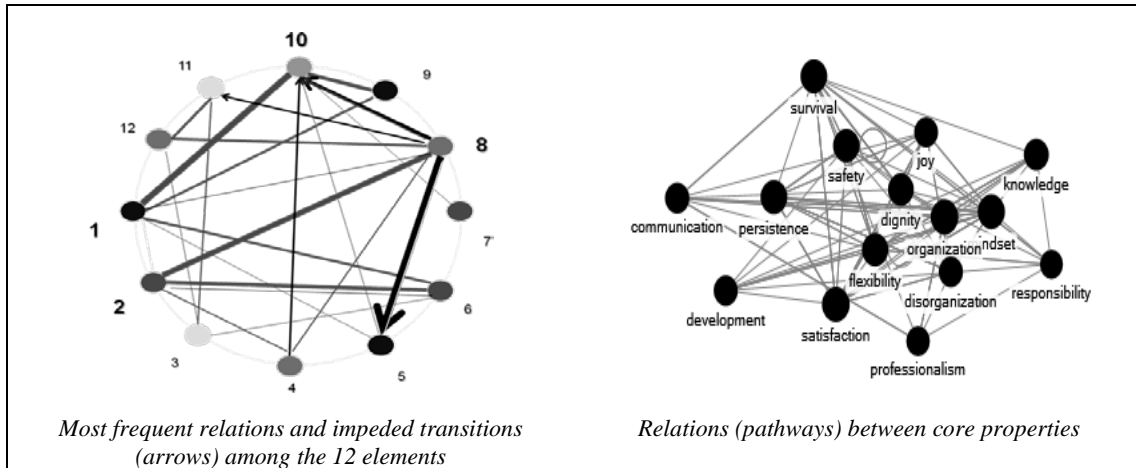 10
11
9
12
8
1
7
2
6
3
5
4
survival
joy
safety
knowledge
communication
persistence
dignity
organization
ndset
flexibility
development
satisfaction
disorganization
responsibility
professionalism
Most frequent relations and impeded transitions
(arrows) among the 12 elements
Relations (pathways) between core properties